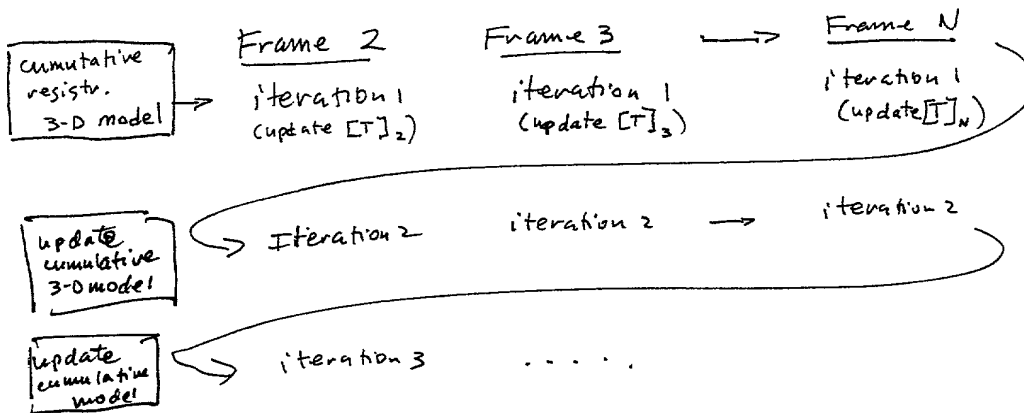 cumulative
registr.
3-D model
Frame 2
Frame 3
Frame N
iteration 1
(update [T]₂)
iteration 1
(update [T]₃)
iteration 1
(update [T]N)
update
cumulative
3-D model
Iteration 2
iteration 2
iteration 2
update
cumulative
model
iteration 3
. . . . .